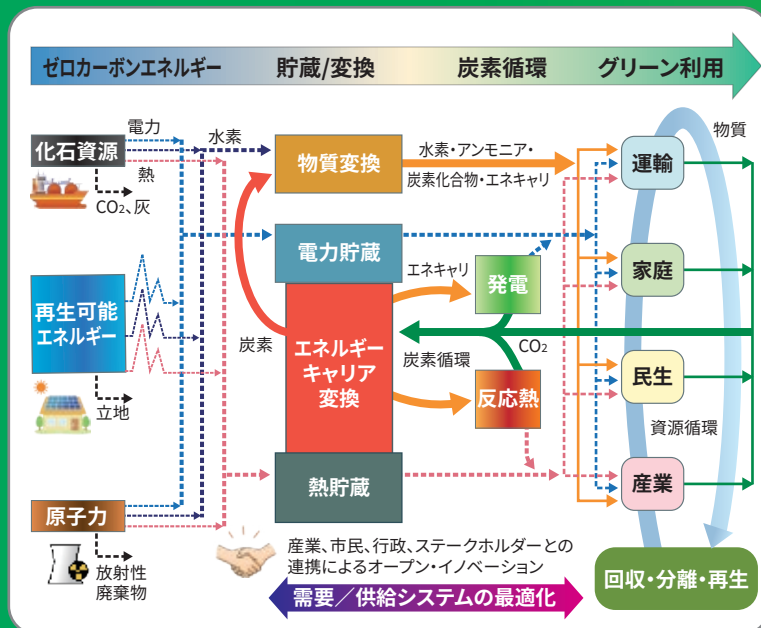 ゼロカーボンエネルギー
貯蔵/変換
炭素循環
グリーン利用
電力
水素
物質
化石資源
熱
CO2、灰
物質変換
水素・アンモニア・
炭素化合物・エネキャリ
運輸
電力貯蔵
エネキャリ
発電
家庭
再生可能
エネルギー
炭素
エネルギー
キャリア
変換
炭素循環
CO2
反応熱
民生
立地
資源循環
熱貯蔵
産業
原子力
放射性
廃棄物
産業、市民、行政、ステークホルダーとの
連携によるオープン・イノベーション
需要／供給システムの最適化
回収・分離・再生